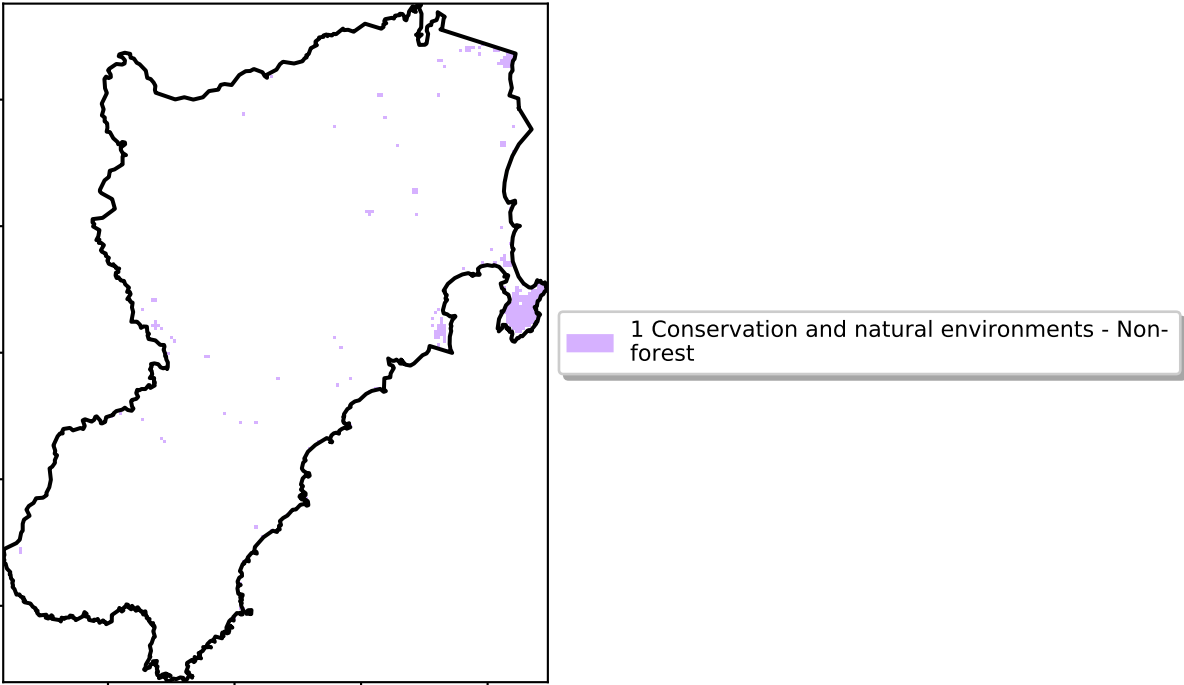 1 Conservation and natural environments - Non-
forest